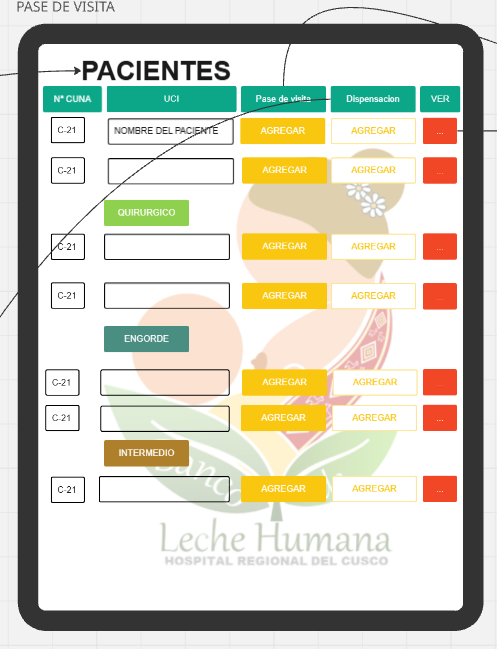 PASE DE VISITA
PACIENTES
N° CUNA UCI Pase de visita Dispensacion VER
C-21 NOMBRE DEL PACIENTE AGREGAR AGREGAR ...
C-21 AGREGAR AGREGAR ...
QUIRURGICO
C-21 AGREGAR AGREGAR ...
C-21 AGREGAR AGREGAR ...
ENGORDE
C-21 AGREGAR AGREGAR ...
C-21 AGREGAR AGREGAR ...
INTERMEDIO
Banco
C-21 AGREGAR AGREGAR ...
Leche Humana
HOSPITAL REGIONAL DEL CUSCO